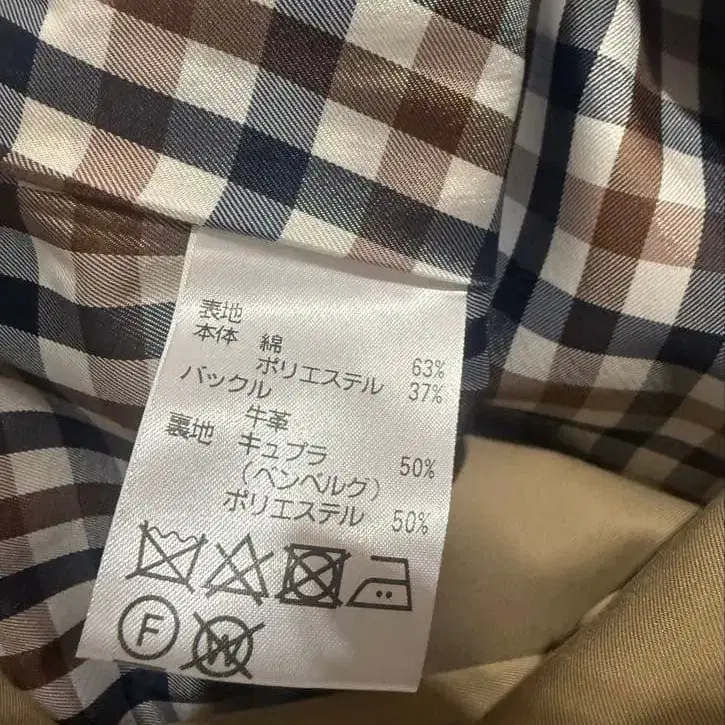 表地
本体 綿 63%
ポリエステル 37%
バックル
牛革
裏地 キュプラ 50%
（ベンベルグ）
ポリエステル 50%
F W